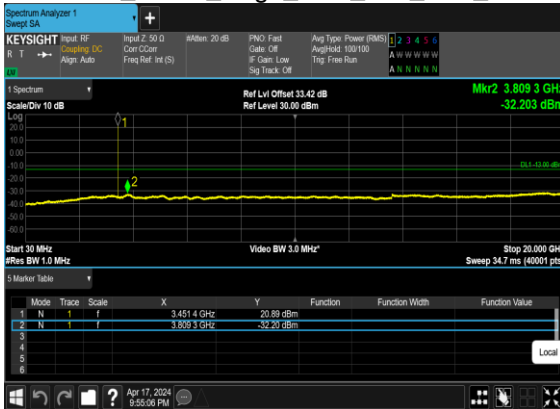 Spectrum Analyzer 1
Swept SA
+
KEYSIGHT
R T
LV
Input: RF
Coupling: DC
Align: Auto
Input Z: 50 Ω
Corr CCorr
Freq Ref: Int (S)
#Atten: 20 dB
PNO: Fast
Gate: Off
IF Gain: Low
Sig Track: Off
Avg Type: Power (RMS)
Avg|Hold: 100/100
Trig: Free Run
1 2 3 4 5 6
A W W W W W
A N N N N N
1 Spectrum
Scale/Div 10 dB
Ref Lvl Offset 33.42 dB
Ref Level 30.00 dBm
Mkr2 3.809 3 GHz
-32.203 dBm
Log
20.0
10.0
0.00
-10.0
-20.0
-30.0
-40.0
-50.0
-60.0
1
2
DL1 -13.00 dBm
Start 30 MHz
#Res BW 1.0 MHz
Video BW 3.0 MHz*
Stop 20.000 GH
Sweep 34.7 ms (40001 pts
5 Marker Table
Mode Trace Scale X Y Function Function Width Function Value
1 N 1 f 3.451 4 GHz 20.89 dBm
2 N 1 f 3.809 3 GHz -32.20 dBm
3
4
5
6
Local
?
Apr 17, 2024
9:55:06 PM